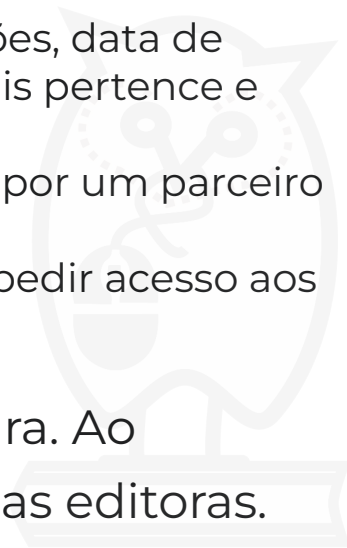 ões, data de
is pertence e
por um parceiro
pedir acesso aos
ra. Ao
as editoras.